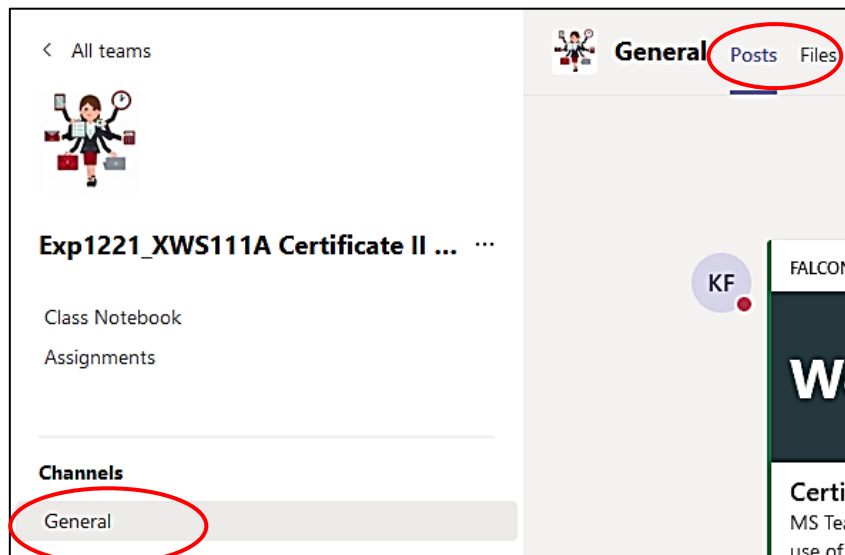 All teams
Exp1221_XWS111A Certificate II ...
Class Notebook
Assignments
Channels
General
General Posts Files
KF
Certi
MS Tea
use of